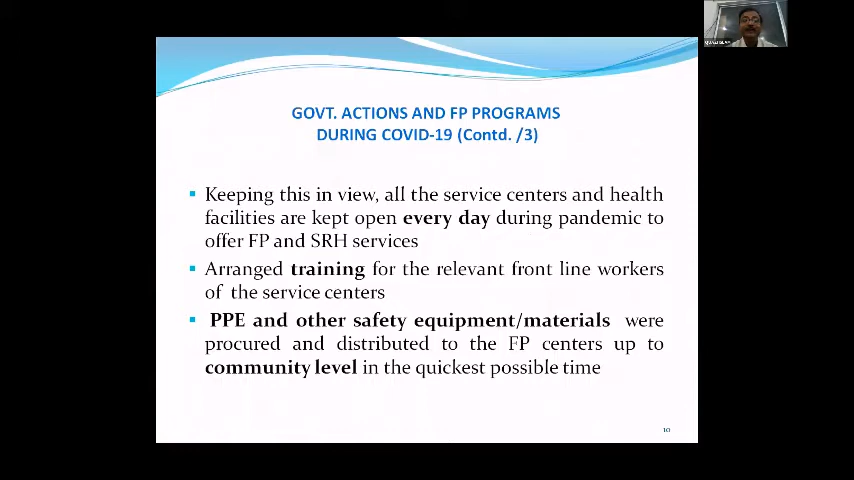 GOVT. ACTIONS AND FP PROGRAMS
DURING COVID-19 (Contd. /3)
Keeping this in view, all the service centers and health
facilities are kept open every day during pandemic to
offer FP and SRH services
Arranged training for the relevant front line workers
of the service centers
PPE and other safety equipment/materials were
procured and distributed to the FP centers up to
community level in the quickest possible time
10